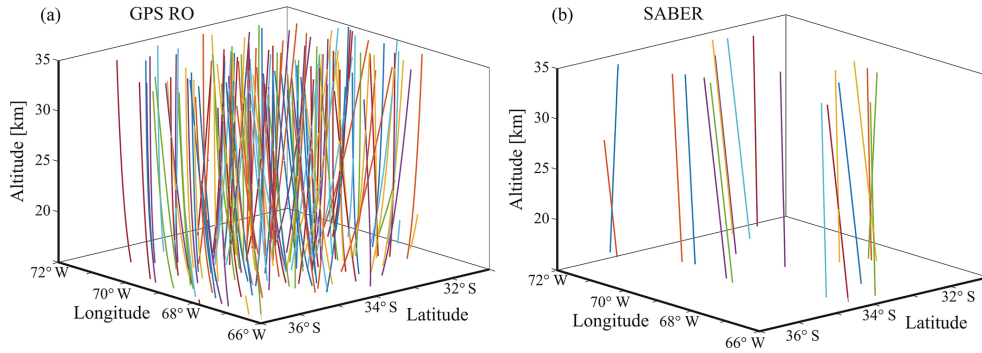 (a) GPS RO
35
30
25
20
Altitude [km]
72° W
70° W
68° W
66° W
Longitude
36° S
34° S
32° S
Latitude
(b) SABER
35
30
25
20
Altitude [km]
72° W
70° W
68° W
66° W
Longitude
36° S
34° S
32° S
Latitude